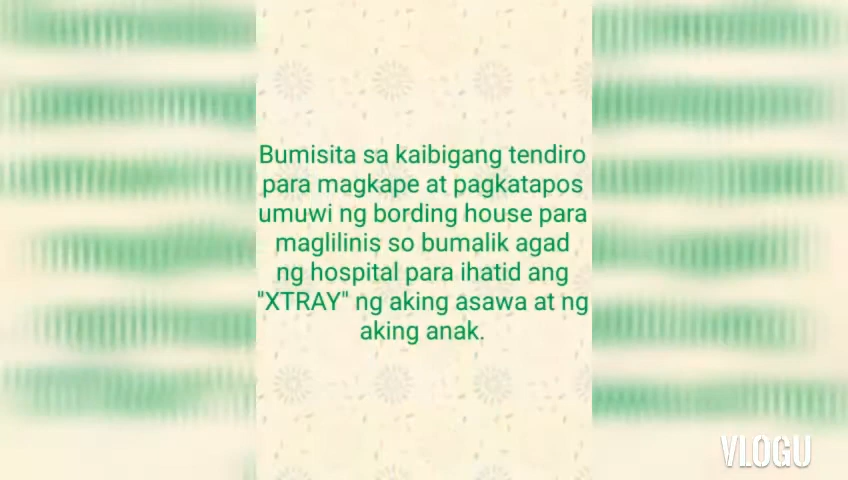 Bumisita sa kaibigang tendiro
para magkape at pagkatapos
umuwi ng bording house para
maglilinis so bumalik agad
ng hospital para ihatid ang
"XTRAY" ng aking asawa at ng
aking anak.
VLOGU